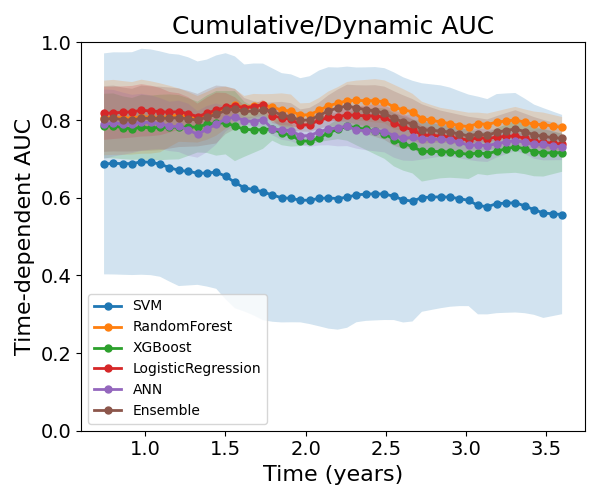 Cumulative/Dynamic AUC
Time-dependent AUC
1.0
0.8
0.6
0.4
0.2
0.0
SVM
RandomForest
XGBoost
LogisticRegression
ANN
Ensemble
1.0 1.5 2.0 2.5 3.0 3.5
Time (years)